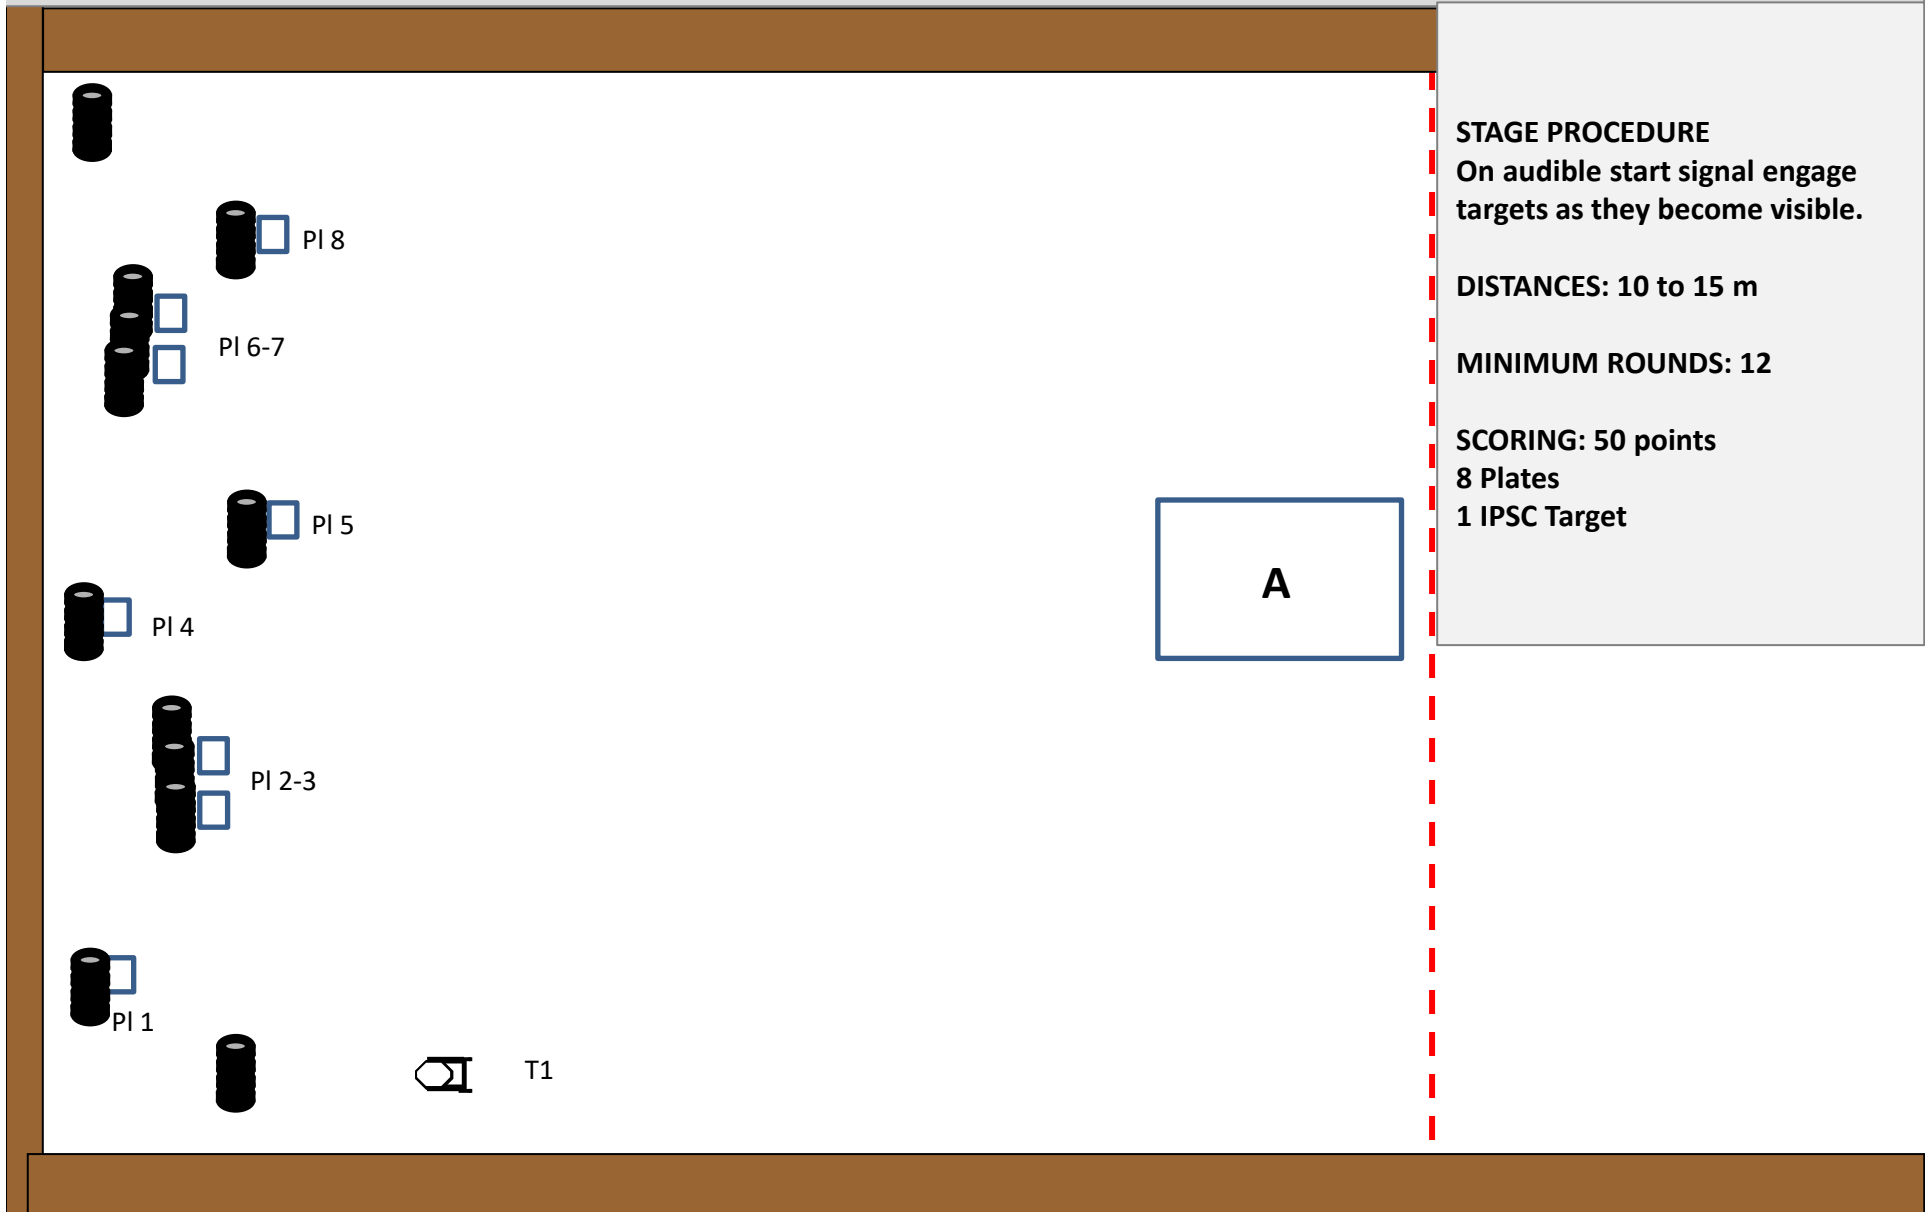 STAGE PROCEDURE
On audible start signal engage
targets as they become visible.
DISTANCES: 10 to 15 m
MINIMUM ROUNDS: 12
SCORING: 50 points
8 Plates
1 IPSC Target
Pl 8
Pl 6-7
Pl 5
A
Pl 4
Pl 2-3
Pl 1
T1